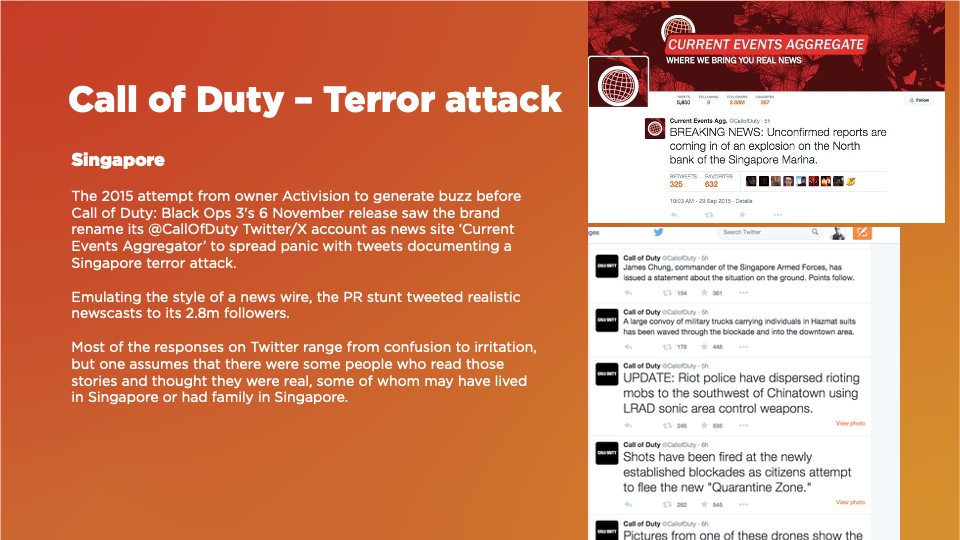 Call of Duty – Terror attack
Singapore
The 2015 attempt from owner Activision to generate buzz before
Call of Duty: Black Ops 3's 6 November release saw the brand
rename its @CallOfDuty Twitter/X account as news site ‘Current
Events Aggregator’ to spread panic with tweets documenting a
Singapore terror attack.
Emulating the style of a news wire, the PR stunt tweeted realistic
newscasts to its 2.8m followers.
Most of the responses on Twitter range from confusion to irritation,
but one assumes that there were some people who read those
stories and thought they were real, some of whom may have lived
in Singapore or had family in Singapore.
CURRENT EVENTS AGGREGATE
WHERE WE BRING YOU REAL NEWS
TWEETS FOLLOWING FOLLOWERS FAVORITES
5,850 9 2.88M 397
Follow
Current Events Agg. @CallofDuty · 5h
BREAKING NEWS: Unconfirmed reports are
coming in of an explosion on the North
bank of the Singapore Marina.
RETWEETS FAVORITES
325 632
10:03 AM - 29 Sep 2015 · Details
ges
Search Twitter
Call of Duty @CallofDuty · 5h
James Chung, commander of the Singapore Armed Forces, has
issued a statement about the situation on the ground. Points follow.
154 361
CALL·DUTY
Call of Duty @CallofDuty · 5h
A large convoy of military trucks carrying individuals in Hazmat suits
has been waved through the blockade and into the downtown area.
178 448
CALL·DUTY
Call of Duty @CallofDuty · 5h
UPDATE: Riot police have dispersed rioting
mobs to the southwest of Chinatown using
LRAD sonic area control weapons.
View photo
245 535
CALL·DUTY
Call of Duty @CallofDuty · 6h
Shots have been fired at the newly
established blockades as citizens attempt
to flee the new "Quarantine Zone."
View photo
262 545
CALL·DUTY
Call of Duty @CallofDuty · 6h
Pictures from one of these drones show the